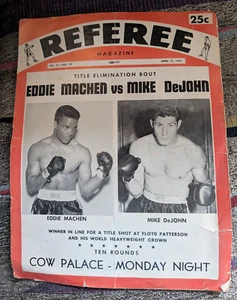 25c
REFEREE
MAGAZINE
TITLE ELIMINATION BOUT
EDDIE MACHEN vs MIKE DeJOHN
EDDIE MACHEN
MIKE DeJOHN
WINNER IN LINE FOR A TITLE SHOT AT FLOYD PATTERSON
AND HIS WORLD HEAVYWEIGHT CROWN
TEN ROUNDS
COW PALACE - MONDAY NIGHT